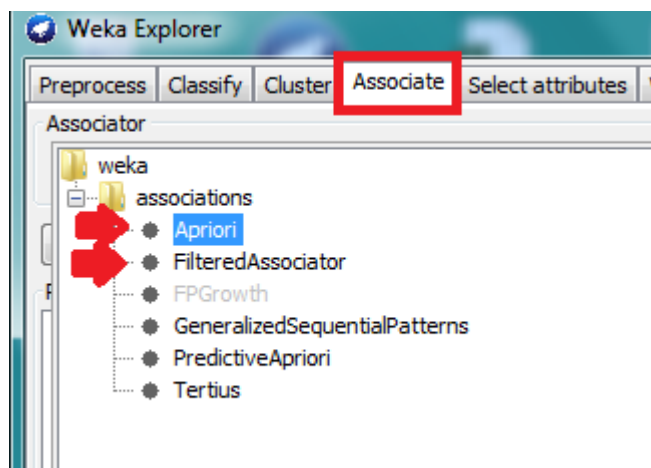 Weka Explorer
Preprocess Classify Cluster Associate Select attributes
Associator
weka
associations
Apriori
FilteredAssociator
FPGrowth
GeneralizedSequentialPatterns
PredictiveApriori
Tertius